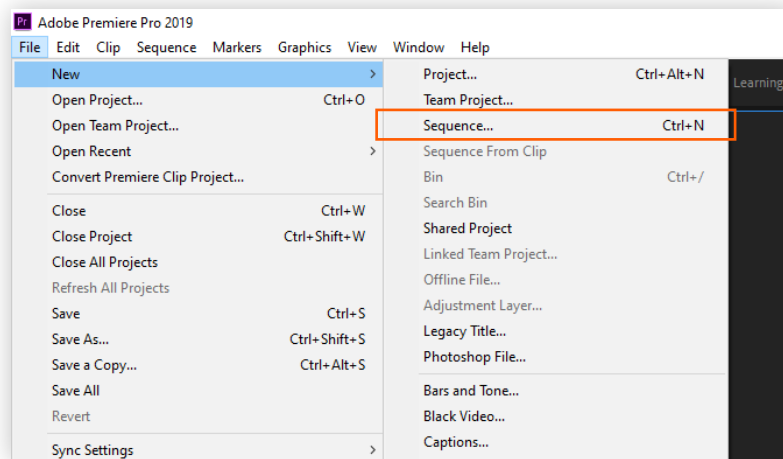 Pr Adobe Premiere Pro 2019
File Edit Clip Sequence Markers Graphics View Window Help
New >
Open Project... Ctrl+O
Open Team Project...
Open Recent >
Convert Premiere Clip Project...
Close Ctrl+W
Close Project Ctrl+Shift+W
Close All Projects
Refresh All Projects
Save Ctrl+S
Save As... Ctrl+Shift+S
Save a Copy... Ctrl+Alt+S
Save All
Revert
Sync Settings >
Project... Ctrl+Alt+N
Team Project...
Sequence... Ctrl+N
Sequence From Clip
Bin Ctrl+/
Search Bin
Shared Project
Linked Team Project...
Offline File...
Adjustment Layer...
Legacy Title...
Photoshop File...
Bars and Tone...
Black Video...
Captions...
Learning